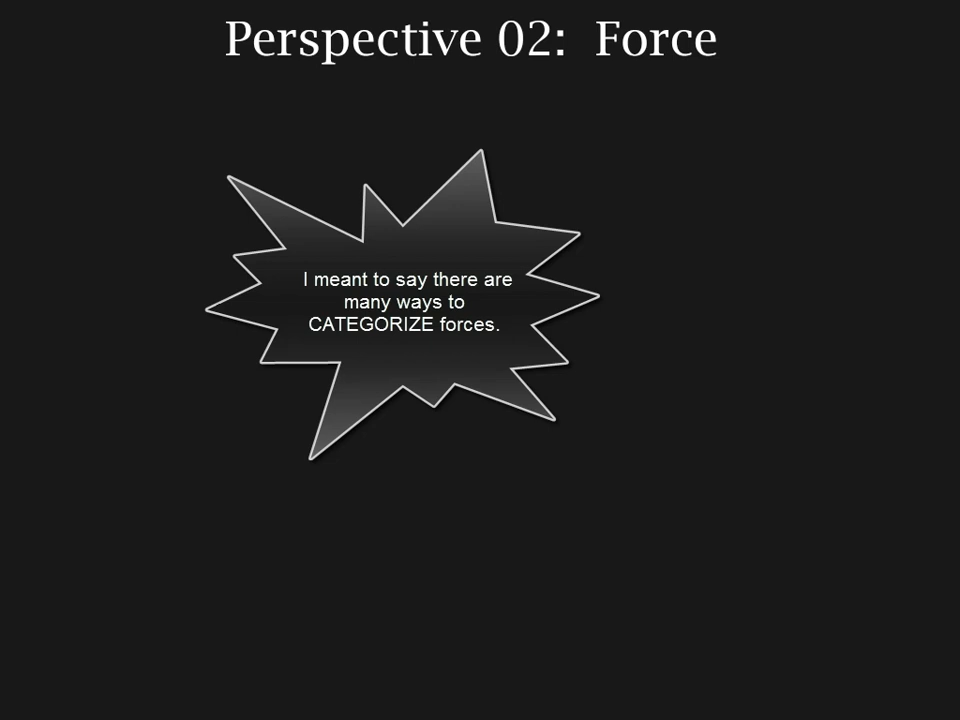 Perspective 02:  Force
I meant to say there are
many ways to
CATEGORIZE forces.